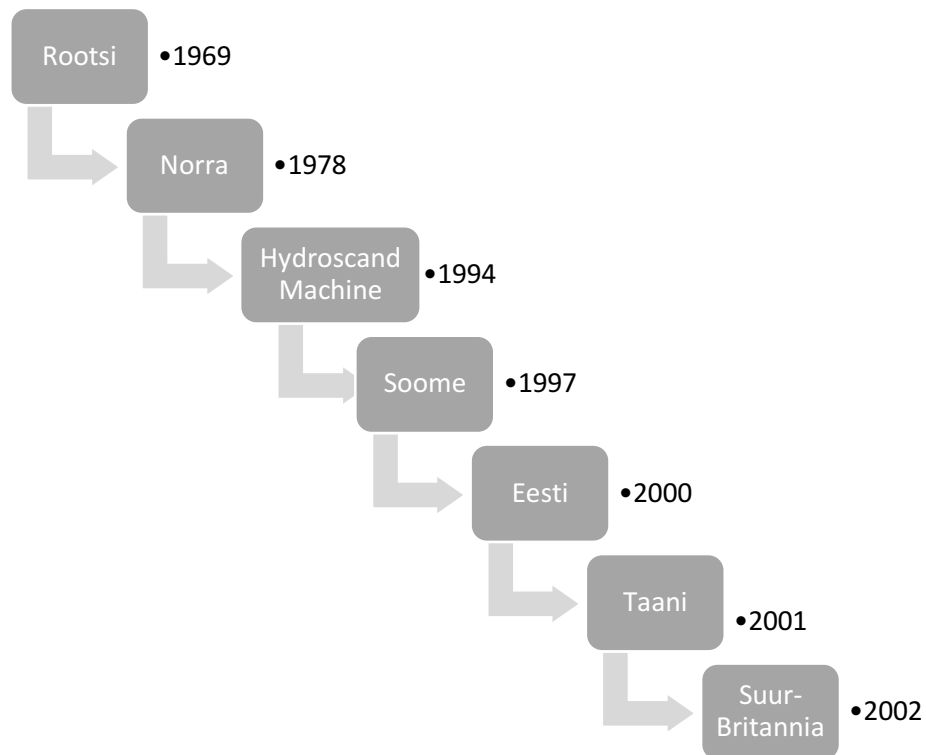 Rootsi
•1969
Norra
•1978
Hydroscand
Machine
•1994
Soome
•1997
Eesti
•2000
Taani
•2001
Suur-
Britannia
•2002